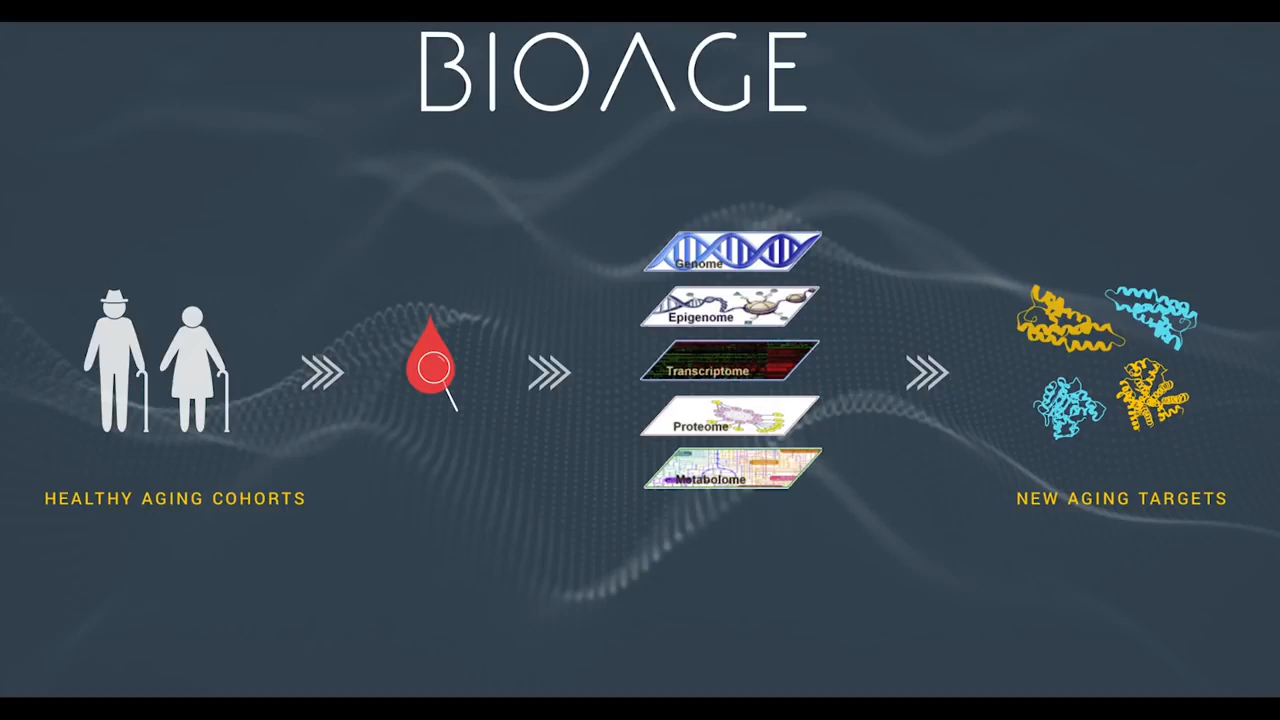 BIOAGE
Genome
Epigenome
Transcriptome
Proteome
Metabolome
HEALTHY AGING COHORTS
NEW AGING TARGETS